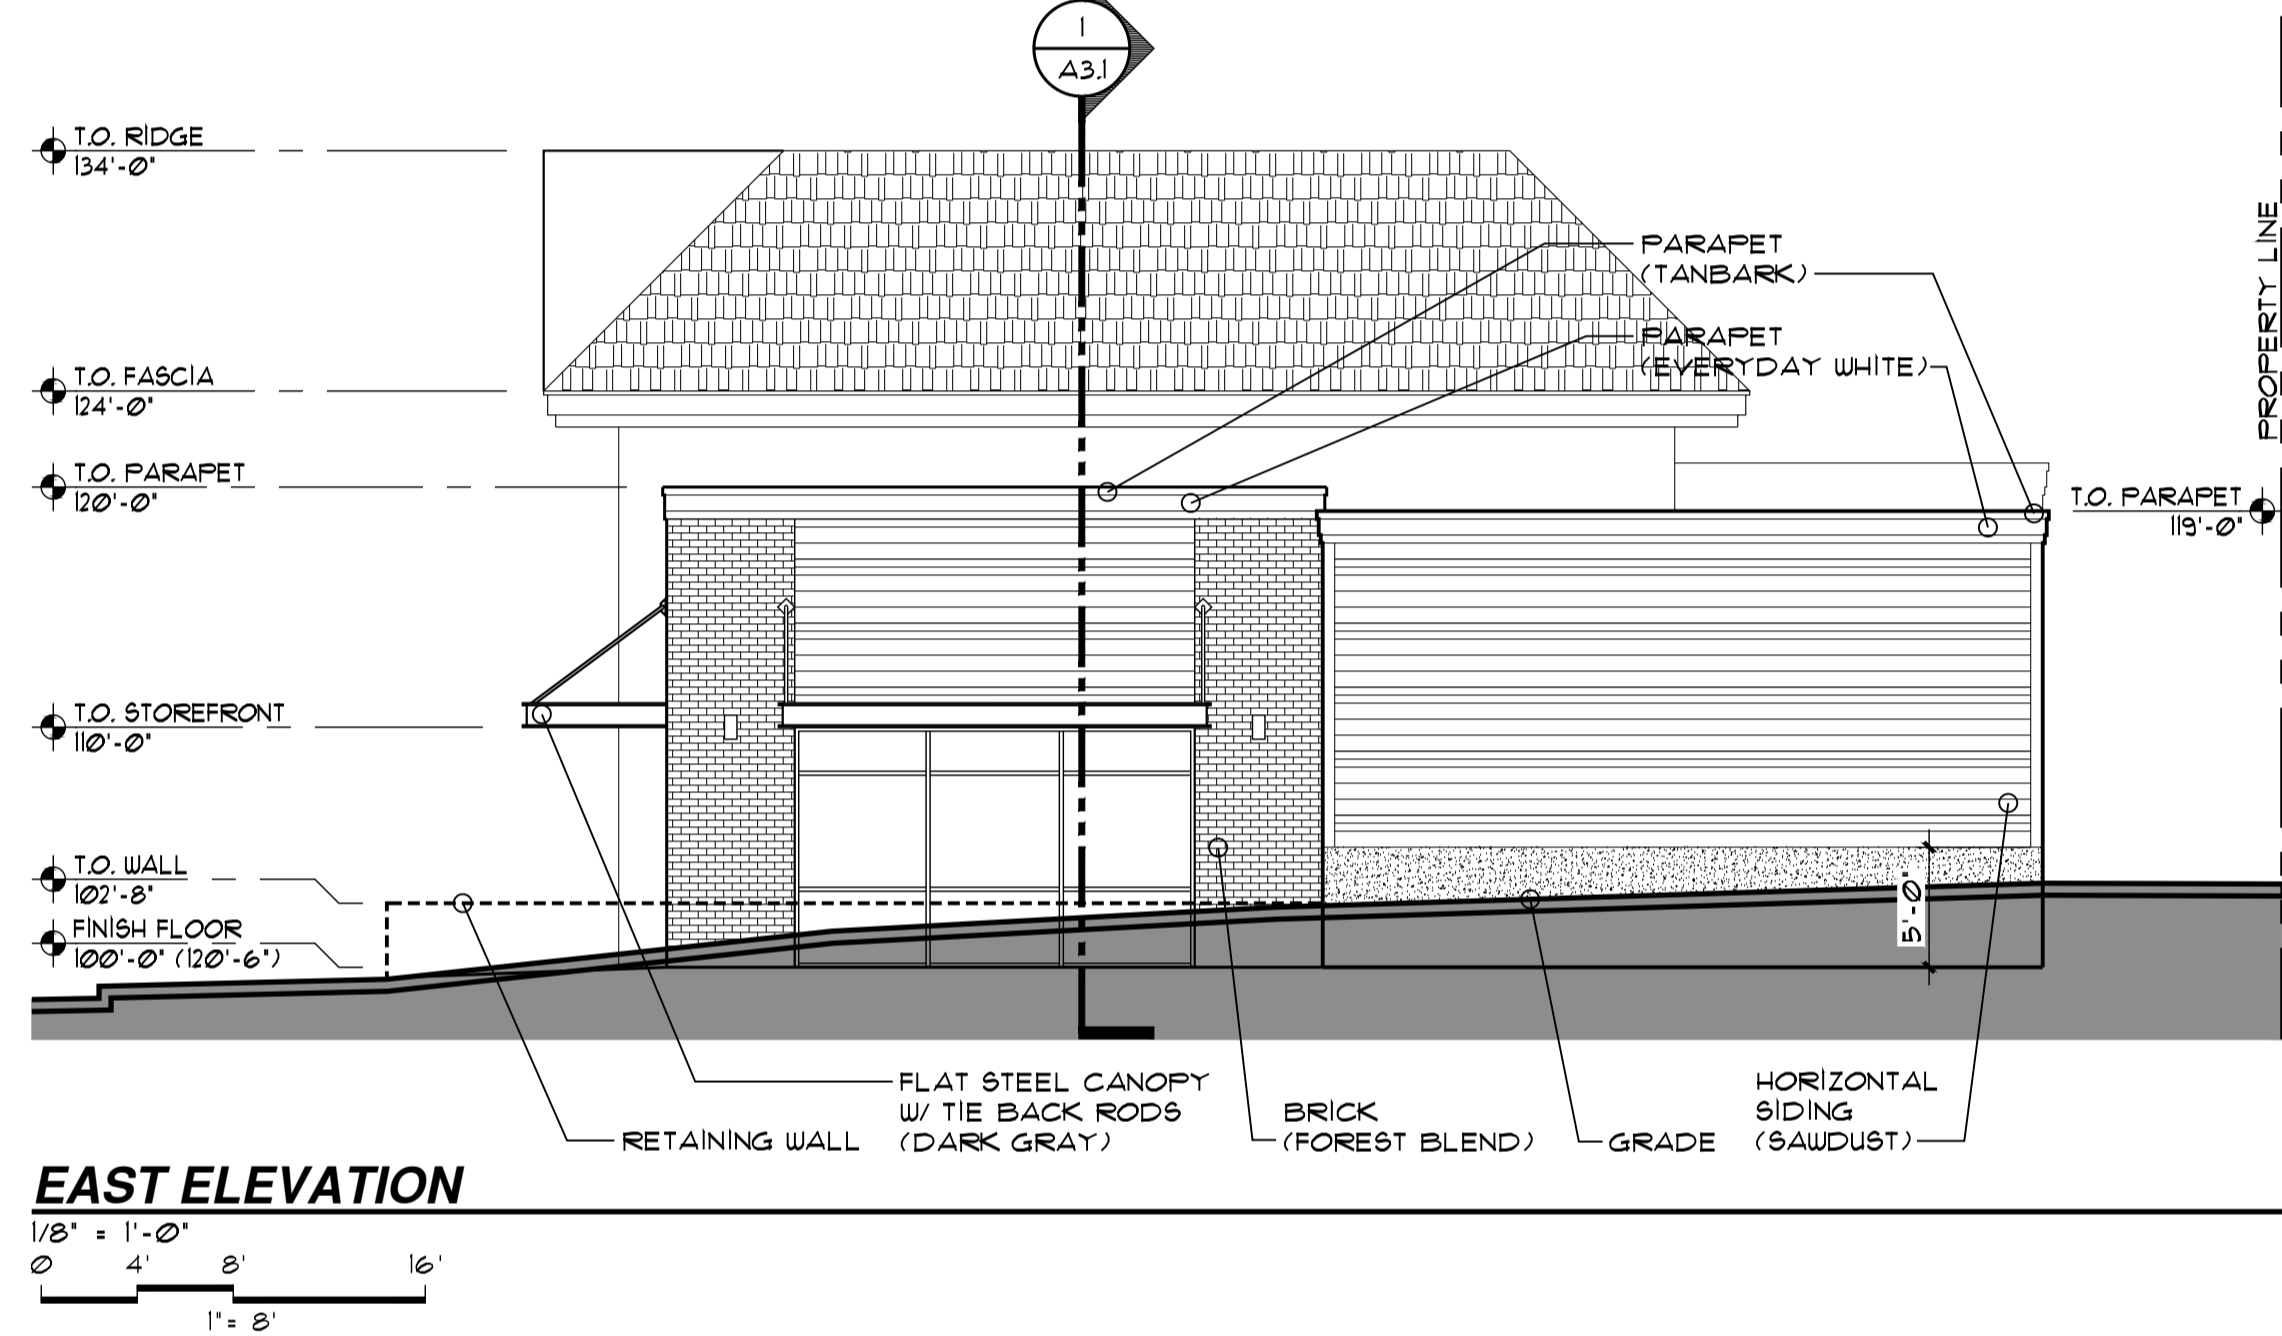 1
A3.1
T.O. RIDGE
134'-0"
T.O. FASCIA
124'-0"
T.O. PARAPET
120'-0"
T.O. STOREFRONT
110'-0"
T.O. WALL
102'-8"
FINISH FLOOR
100'-0" (120'-6")
PARAPET
(TANBARK)
PARAPET
(EVERYDAY WHITE)
PROPERTY LINE
T.O. PARAPET
119'-0"
5'-0"
FLAT STEEL CANOPY
W/ TIE BACK RODS
(DARK GRAY)
RETAINING WALL
BRICK
(FOREST BLEND)
GRADE
HORIZONTAL
SIDING
(SAWDUST)
EAST ELEVATION
1/8" = 1'-0"
0 4' 8' 16'
1"= 8'